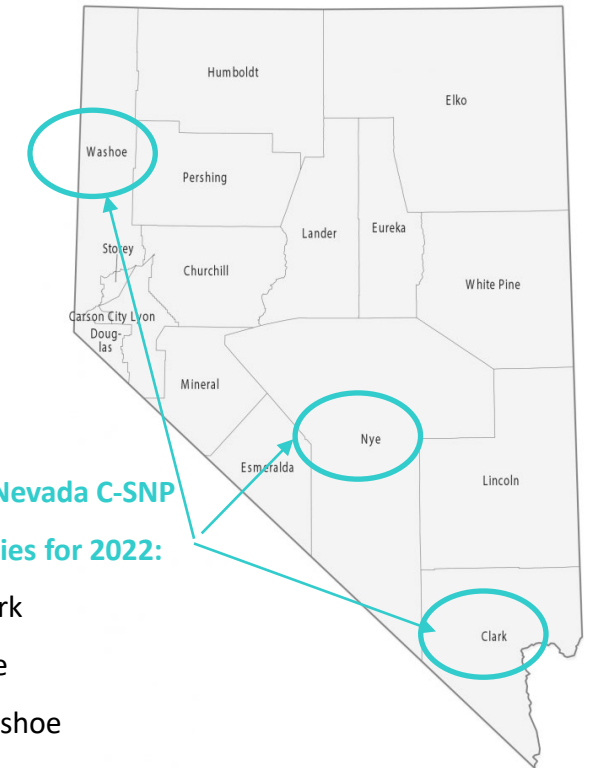 Humboldt
Elko
Washoe
Pershing
Lander
Eureka
Storey
Churchill
White Pine
Carson City Lyon
Doug-
las
Mineral
Nye
Esmeralda
Lincoln
Nevada C-SNP
ies for 2022:
Clark
rk
e
shoe